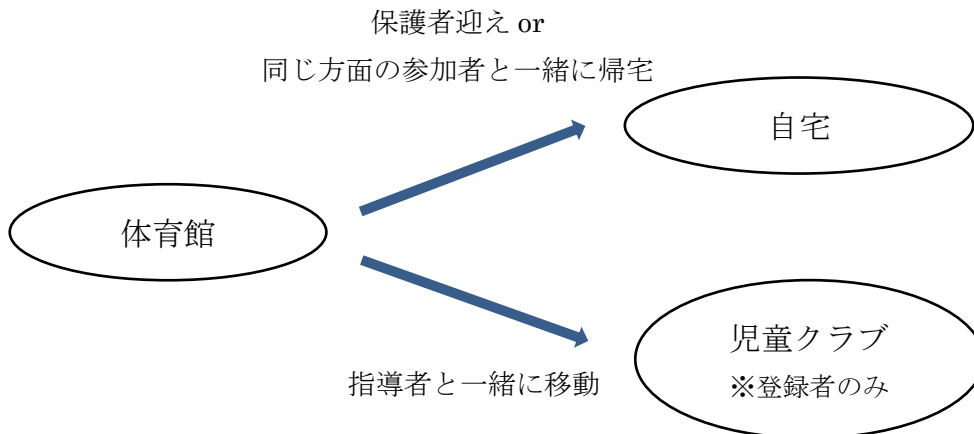 保護者迎え or
同じ方面の参加者と一緒に帰宅
自宅
体育館
児童クラブ
※登録者のみ
指導者と一緒に移動